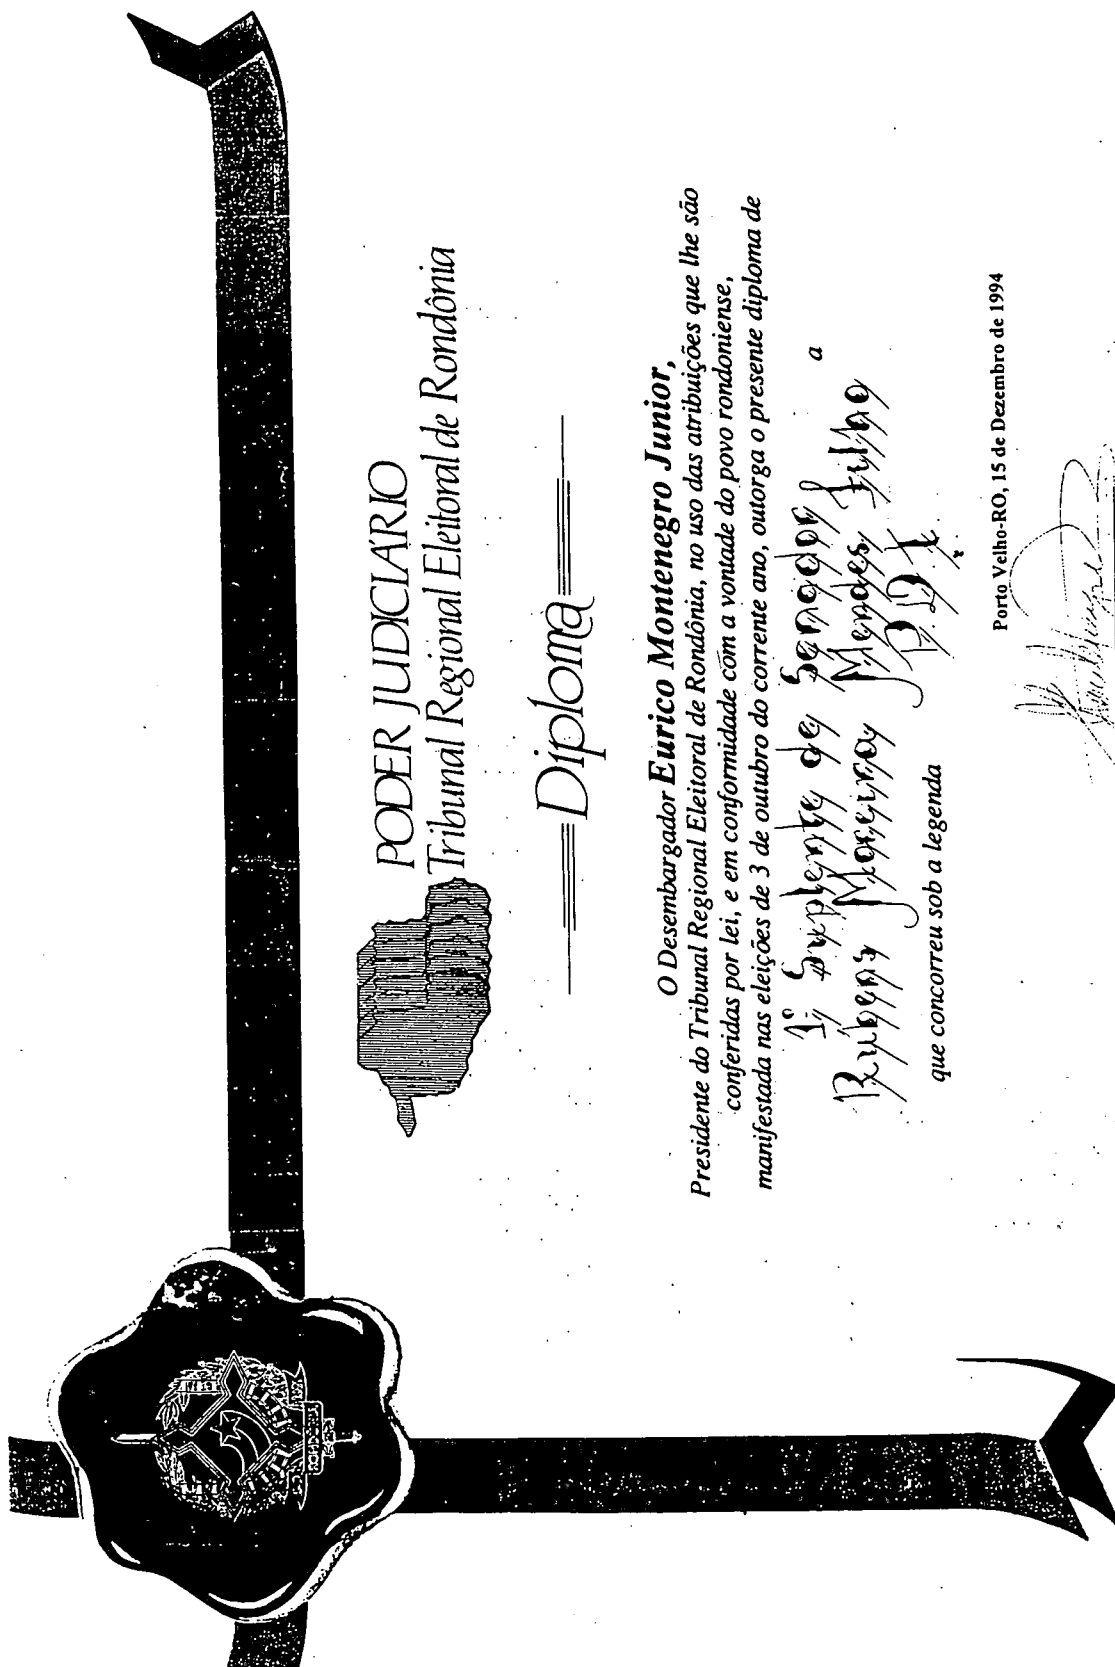 PODER JUDICIÁRIO
Tribunal Regional Eleitoral de Rondônia
Diploma
O Desembargador Eurico Montenegro Junior,
Presidente do Tribunal Regional Eleitoral de Rondônia, no uso das atribuições que lhe são
conferidas por lei, e em conformidade com a vontade do povo rondoniense,
manifestada nas eleições de 3 de outubro do corrente ano, outorga o presente diploma de
1º Suplente de Senador a
Rubens Moreira Mendes Filho
que concorreu sob a legenda PDT
Porto Velho-RO, 15 de Dezembro de 1994
RONDÔNIA